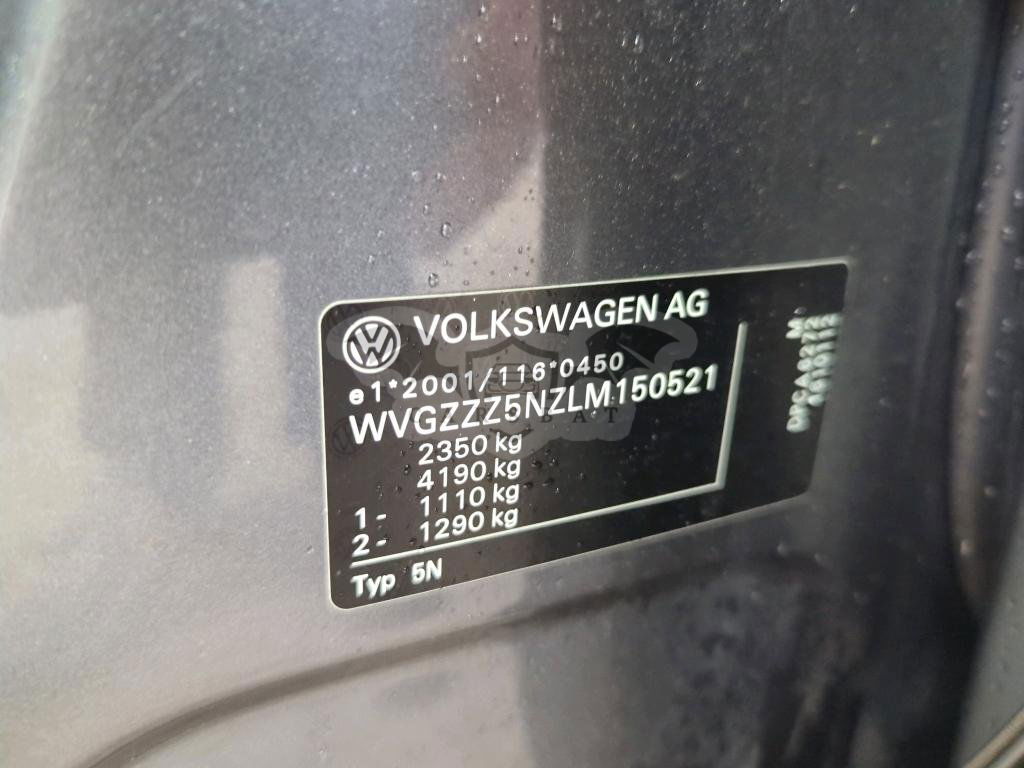 VOLKSWAGEN AG
e1*2001/116*0450
WVGZZZ5NZLM150521
2350 kg
4190 kg
1- 1110 kg
2- 1290 kg
Typ 5N
M